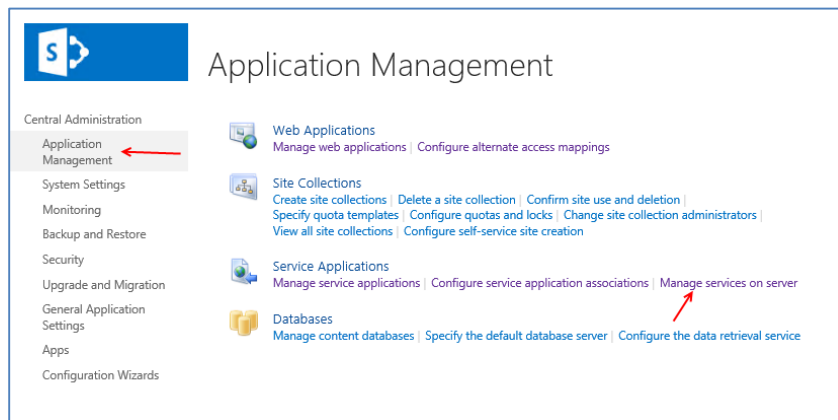 S
Application Management
Central Administration
Application
Management
System Settings
Monitoring
Backup and Restore
Security
Upgrade and Migration
General Application
Settings
Apps
Configuration Wizards
Web Applications
Manage web applications | Configure alternate access mappings
Site Collections
Create site collections | Delete a site collection | Confirm site use and deletion |
Specify quota templates | Configure quotas and locks | Change site collection administrators |
View all site collections | Configure self-service site creation
Service Applications
Manage service applications | Configure service application associations | Manage services on server
Databases
Manage content databases | Specify the default database server | Configure the data retrieval service